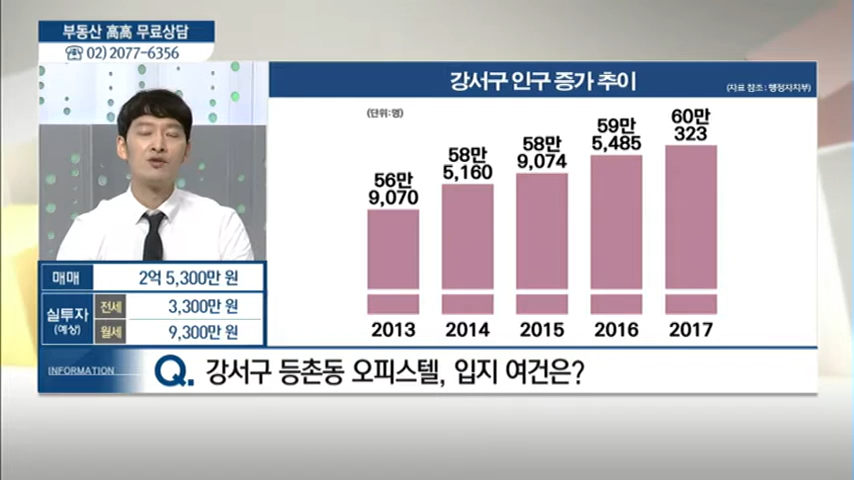 부동산 高高 무료상담
☎ 02) 2077-6356
강서구 인구 증가 추이
(자료 참조 : 행정자치부)
(단위:명)
56만
9,070
58만
5,160
58만
9,074
59만
5,485
60만
323
2013 2014 2015 2016 2017
매매 2억 5,300만 원
실투자
(예상)
전세 3,300만 원
월세 9,300만 원
INFORMATION
Q. 강서구 등촌동 오피스텔, 입지 여건은?